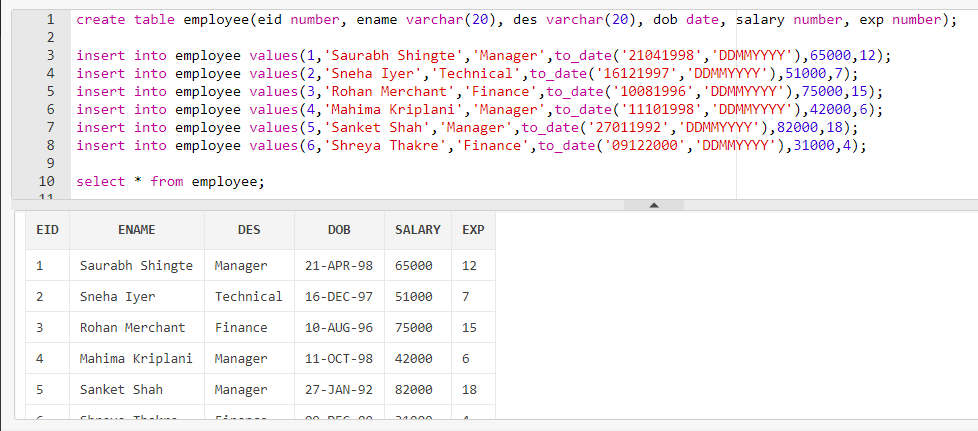 1 create table employee(eid number, ename varchar(20), des varchar(20), dob date, salary number, exp number);
2
3 insert into employee values(1,'Saurabh Shingte','Manager',to_date('21041998','DDMMYYYY'),65000,12);
4 insert into employee values(2,'Sneha Iyer','Technical',to_date('16121997','DDMMYYYY'),51000,7);
5 insert into employee values(3,'Rohan Merchant','Finance',to_date('10081996','DDMMYYYY'),75000,15);
6 insert into employee values(4,'Mahima Kriplani','Manager',to_date('11101998','DDMMYYYY'),42000,6);
7 insert into employee values(5,'Sanket Shah','Manager',to_date('27011992','DDMMYYYY'),82000,18);
8 insert into employee values(6,'Shreya Thakre','Finance',to_date('09122000','DDMMYYYY'),31000,4);
9
10 select * from employee;
11
EID ENAME DES DOB SALARY EXP
1 Saurabh Shingte Manager 21-APR-98 65000 12
2 Sneha Iyer Technical 16-DEC-97 51000 7
3 Rohan Merchant Finance 10-AUG-96 75000 15
4 Mahima Kriplani Manager 11-OCT-98 42000 6
5 Sanket Shah Manager 27-JAN-92 82000 18